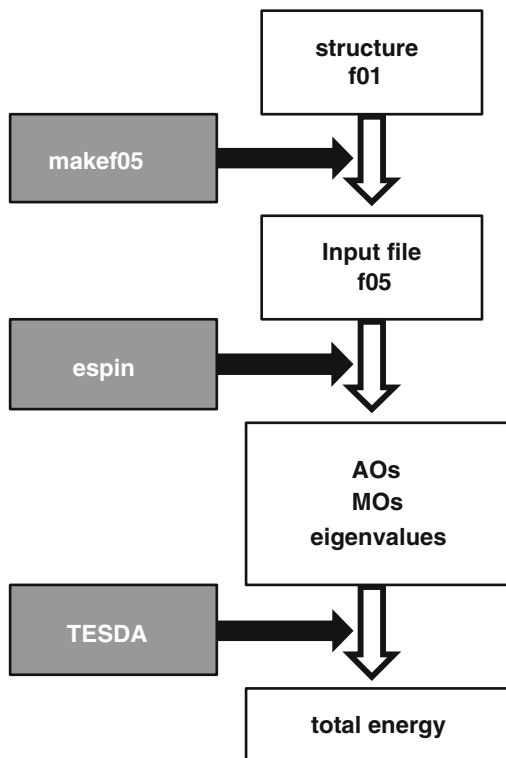 structure
f01
makef05
Input file
f05
espin
AOs
MOs
eigenvalues
TESDA
total energy